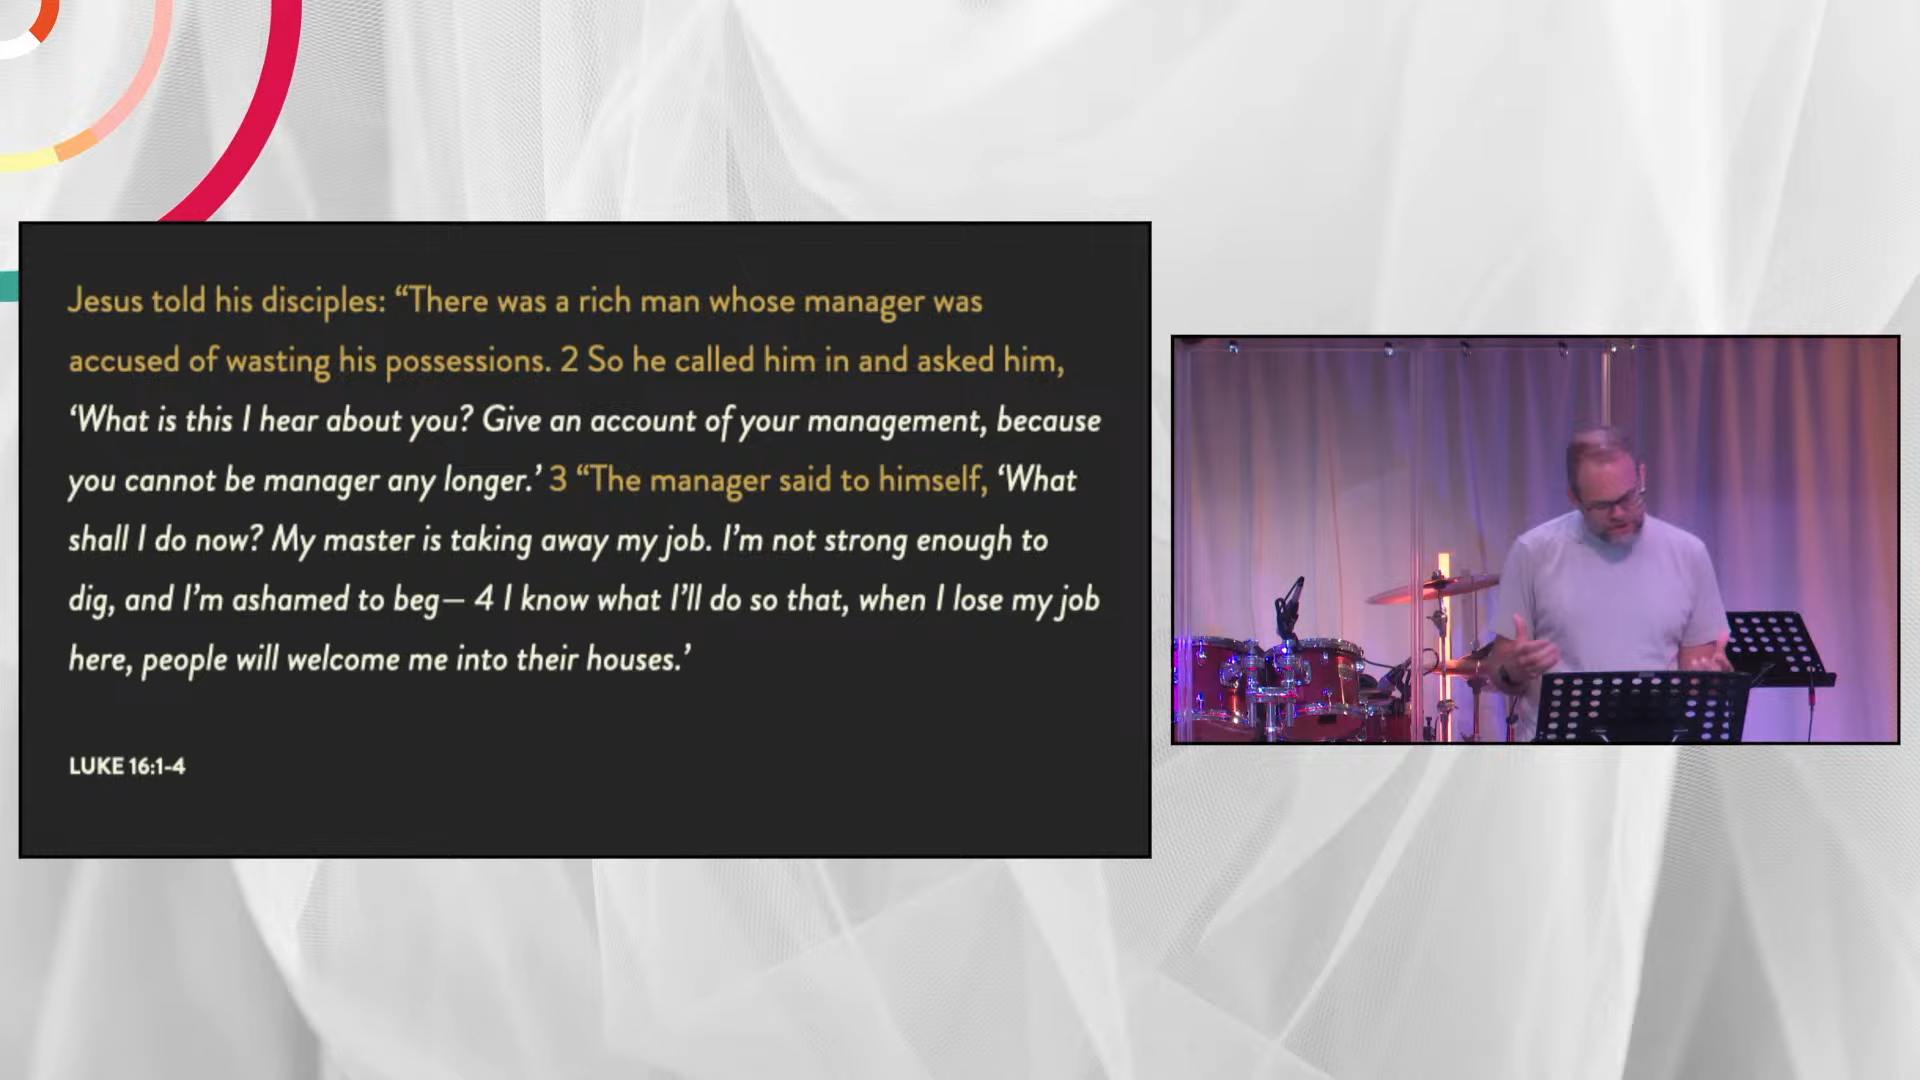 Jesus told his disciples: “There was a rich man whose manager was
accused of wasting his possessions. 2 So he called him in and asked him,
‘What is this I hear about you? Give an account of your management, because
you cannot be manager any longer.’ 3 “The manager said to himself, ‘What
shall I do now? My master is taking away my job. I’m not strong enough to
dig, and I’m ashamed to beg— 4 I know what I’ll do so that, when I lose my job
here, people will welcome me into their houses.’
LUKE 16:1-4